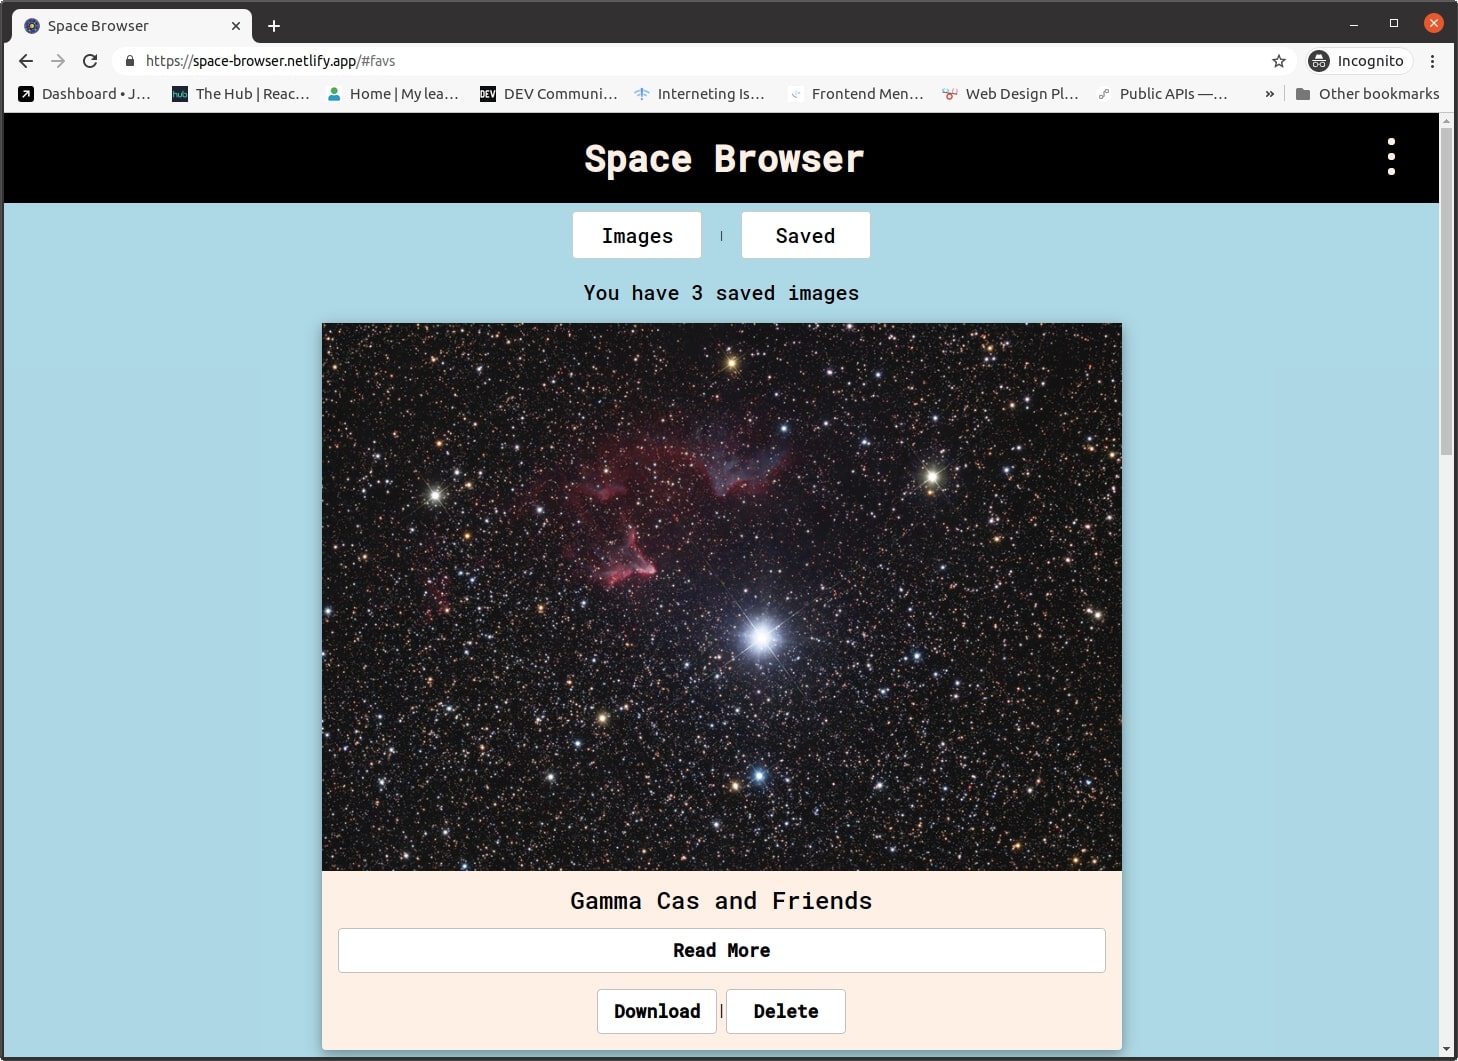 Space Browser
https://space-browser.netlify.app/#favs
Incognito
Dashboard • J...
hub
The Hub | Reac...
Home | My lea...
DEV
DEV Communi...
Interneting Is...
Frontend Men...
Web Design Pl...
Public APIs —...
»
Other bookmarks
Space Browser
Images | Saved
You have 3 saved images
Gamma Cas and Friends
Read More
Download | Delete